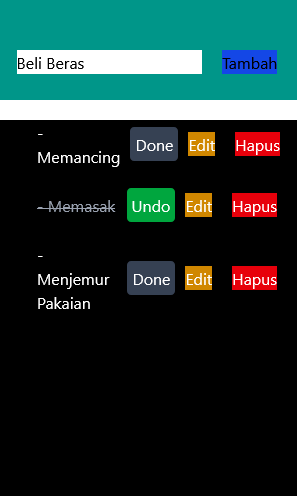 Beli Beras Tambah
-
Memancing Done Edit Hapus
- Memasak Undo Edit Hapus
-
Menjemur Done Edit Hapus
Pakaian